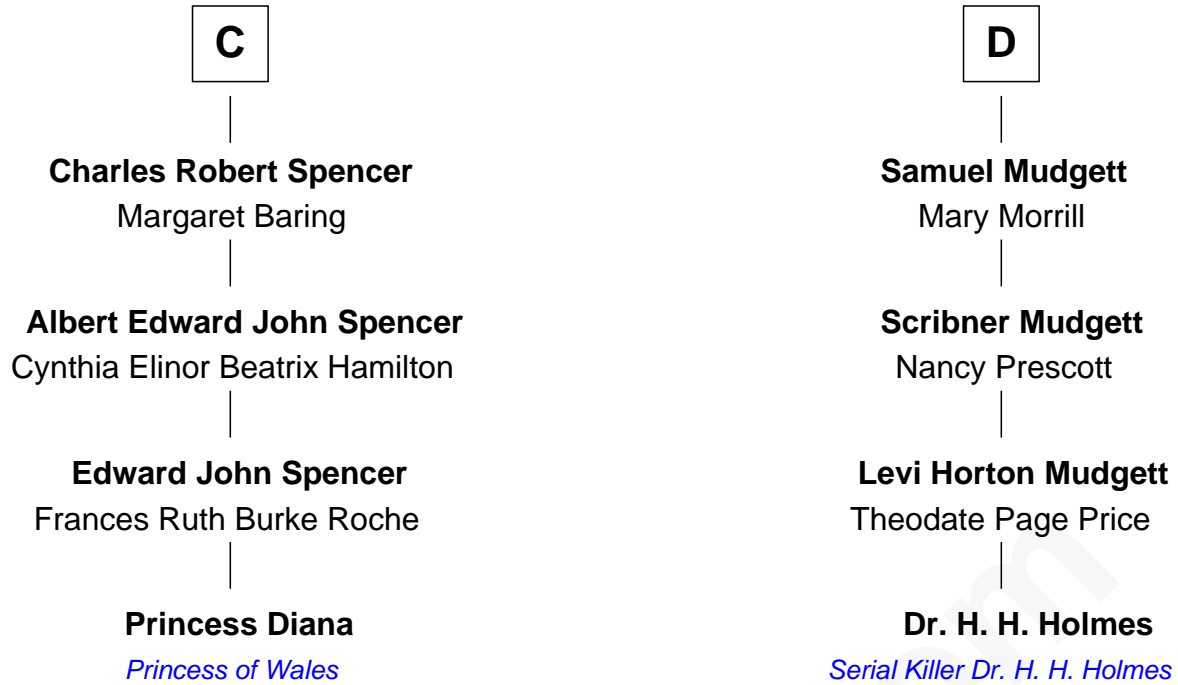 C
Charles Robert Spencer
Margaret Baring
Albert Edward John Spencer
Cynthia Elinor Beatrix Hamilton
Edward John Spencer
Frances Ruth Burke Roche
Princess Diana
Princess of Wales
D
Samuel Mudgett
Mary Morrill
Scribner Mudgett
Nancy Prescott
Levi Horton Mudgett
Theodate Page Price
Dr. H. H. Holmes
Serial Killer Dr. H. H. Holmes